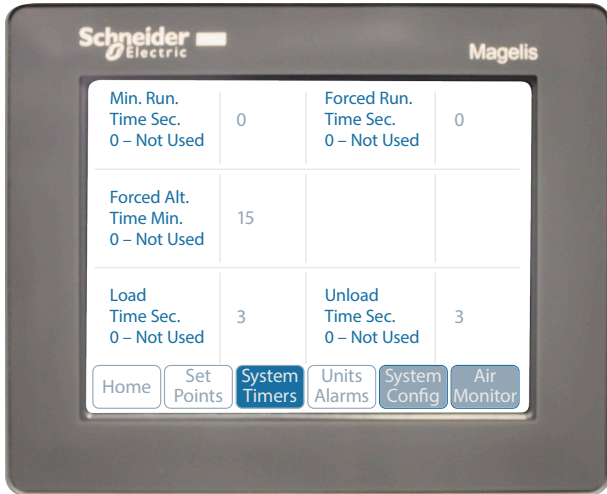 Schneider
Electric
Magelis
Min. Run.
Time Sec.
0 – Not Used
0
Forced Run.
Time Sec.
0 – Not Used
0
Forced Alt.
Time Min.
0 – Not Used
15
Load
Time Sec.
0 – Not Used
3
Unload
Time Sec.
0 – Not Used
3
Home
Set
Points
System
Timers
Units
Alarms
System
Config
Air
Monitor